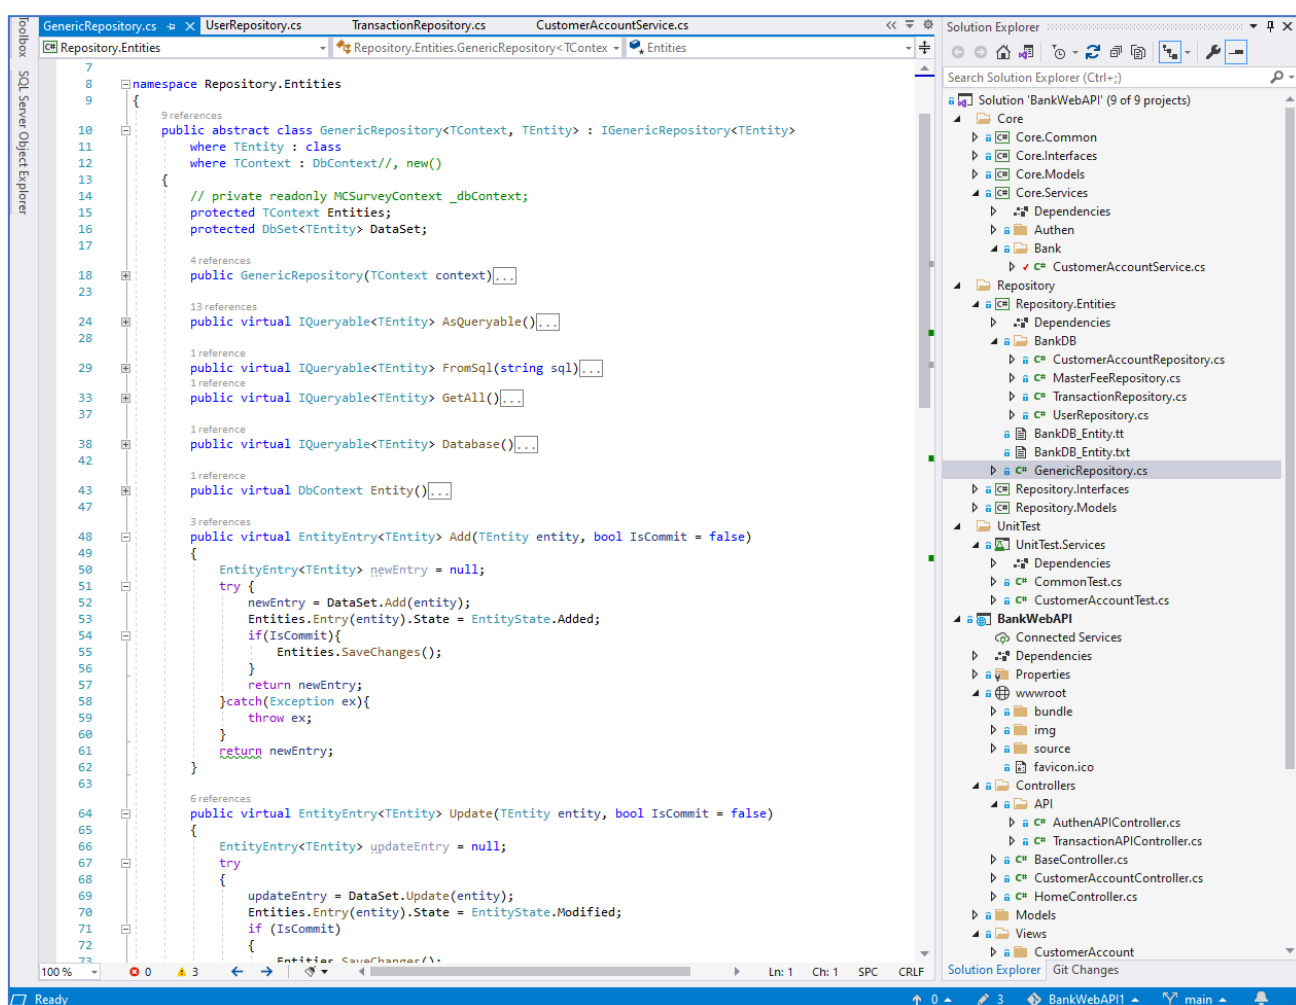 GenericRepository.cs
UserRepository.cs
TransactionRepository.cs
CustomerAccountService.cs
Toolbox
SQL Server Object Explorer
C# Repository.Entities
Repository.Entities.GenericRepository<TContex
Entities
7
8 namespace Repository.Entities
9 {
9 references
10 public abstract class GenericRepository<TContext, TEntity> : IGenericRepository<TEntity>
11 where TEntity : class
12 where TContext : DbContext//, new()
13 {
14 // private readonly MCSurveyContext _dbContext;
15 protected TContext Entities;
16 protected DbSet<TEntity> DataSet;
17
4 references
18 public GenericRepository(TContext context)...
23
13 references
24 public virtual IQueryable<TEntity> AsQueryable()...
28
1 reference
29 public virtual IQueryable<TEntity> FromSql(string sql)...
1 reference
33 public virtual IQueryable<TEntity> GetAll()...
37
1 reference
38 public virtual IQueryable<TEntity> Database()...
42
1 reference
43 public virtual DbContext Entity()...
47
3 references
48 public virtual EntityEntry<TEntity> Add(TEntity entity, bool IsCommit = false)
49 {
50 EntityEntry<TEntity> newEntry = null;
51 try {
52 newEntry = DataSet.Add(entity);
53 Entities.Entry(entity).State = EntityState.Added;
54 if(IsCommit){
55 Entities.SaveChanges();
56 }
57 return newEntry;
58 }catch(Exception ex){
59 throw ex;
60 }
61 return newEntry;
62 }
63
6 references
64 public virtual EntityEntry<TEntity> Update(TEntity entity, bool IsCommit = false)
65 {
66 EntityEntry<TEntity> updateEntry = null;
67 try
68 {
69 updateEntry = DataSet.Update(entity);
70 Entities.Entry(entity).State = EntityState.Modified;
71 if (IsCommit)
72 {
73 Entities.SaveChanges();
100 %
0
3
Ln: 1 Ch: 1 SPC CRLF
Solution Explorer
Search Solution Explorer (Ctrl+;)
Solution 'BankWebAPI' (9 of 9 projects)
Core
C# Core.Common
C# Core.Interfaces
C# Core.Models
C# Core.Services
Dependencies
Authen
Bank
C# CustomerAccountService.cs
Repository
C# Repository.Entities
Dependencies
BankDB
C# CustomerAccountRepository.cs
C# MasterFeeRepository.cs
C# TransactionRepository.cs
C# UserRepository.cs
BankDB_Entity.tt
BankDB_Entity.txt
C# GenericRepository.cs
C# Repository.Interfaces
C# Repository.Models
UnitTest
UnitTest.Services
Dependencies
C# CommonTest.cs
C# CustomerAccountTest.cs
BankWebAPI
Connected Services
Dependencies
Properties
wwwroot
bundle
img
source
favicon.ico
Controllers
API
C# AuthenAPIController.cs
C# TransactionAPIController.cs
C# BaseController.cs
C# CustomerAccountController.cs
C# HomeController.cs
Models
Views
CustomerAccount
Solution Explorer Git Changes
Ready
0
3
BankWebAPI1
main